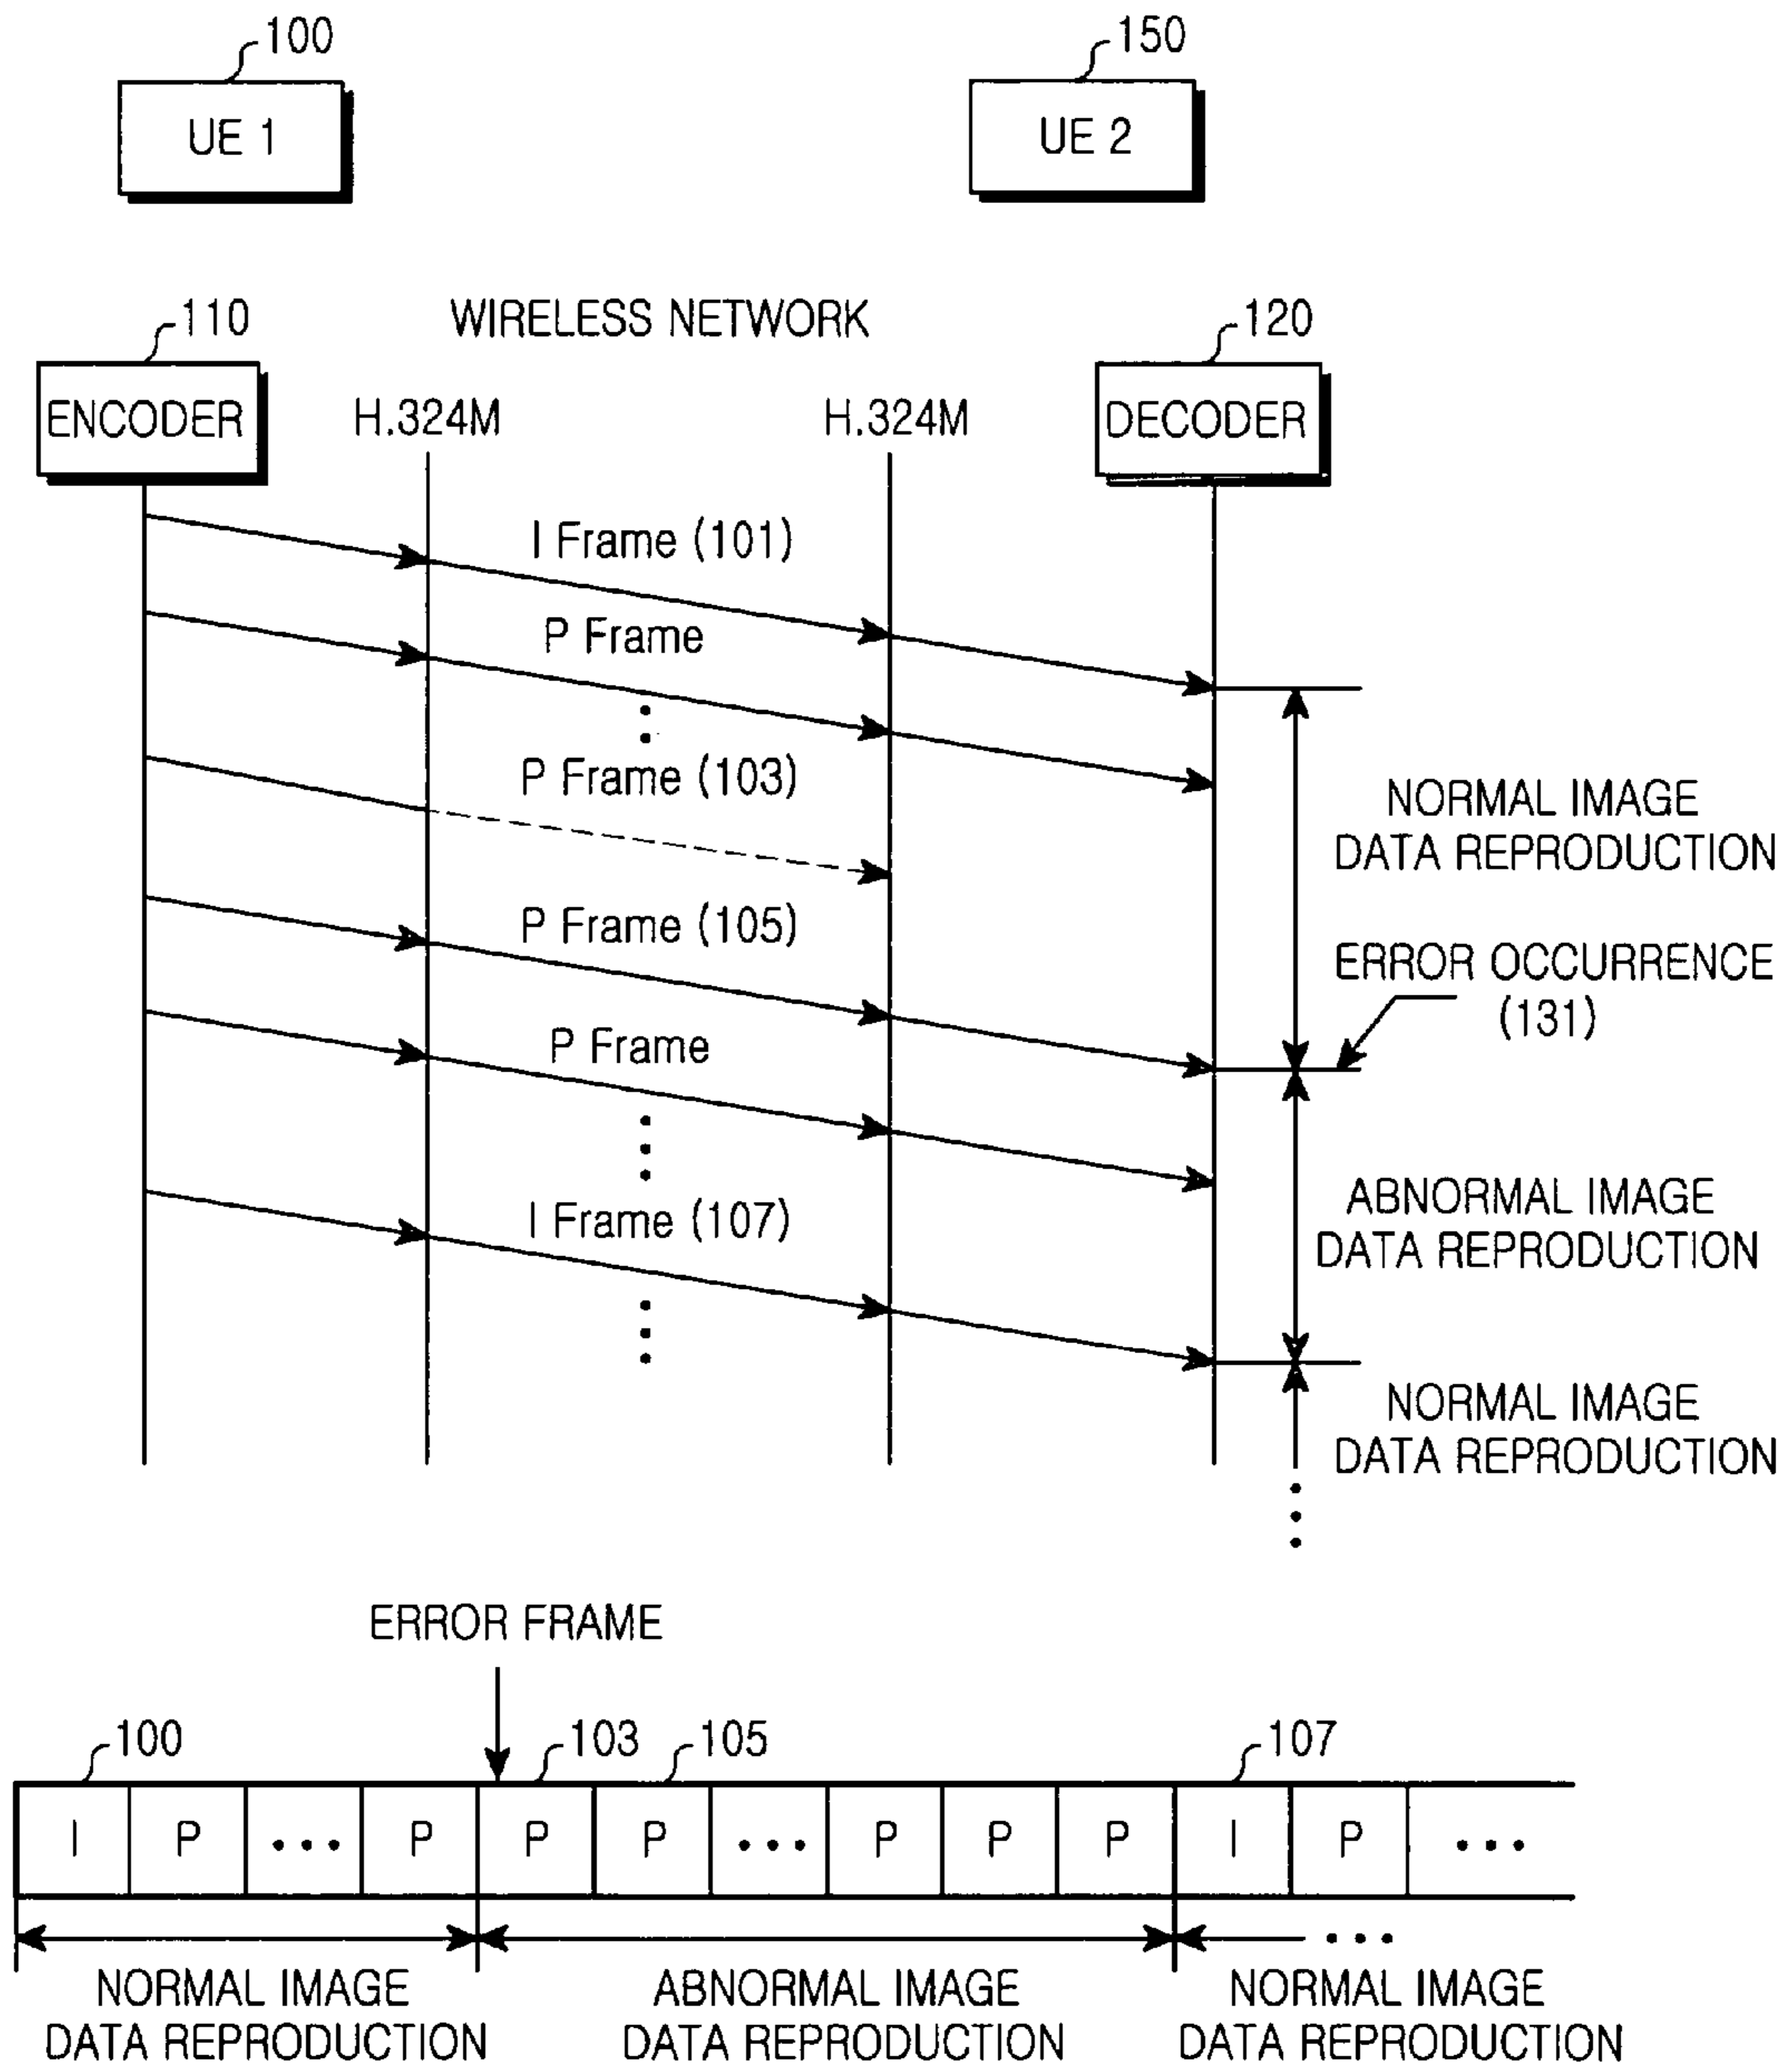 100
150
UE 1
UE 2
110
WIRELESS NETWORK
120
ENCODER
H.324M
H.324M
DECODER
I Frame (101)
P Frame
P Frame (103)
NORMAL IMAGE
DATA REPRODUCTION
P Frame (105)
ERROR OCCURRENCE
(131)
P Frame
ABNORMAL IMAGE
DATA REPRODUCTION
I Frame (107)
NORMAL IMAGE
DATA REPRODUCTION
ERROR FRAME
100
103
105
107
I P ... P P P ... P P P I P ...
NORMAL IMAGE
DATA REPRODUCTION
ABNORMAL IMAGE
DATA REPRODUCTION
NORMAL IMAGE
DATA REPRODUCTION